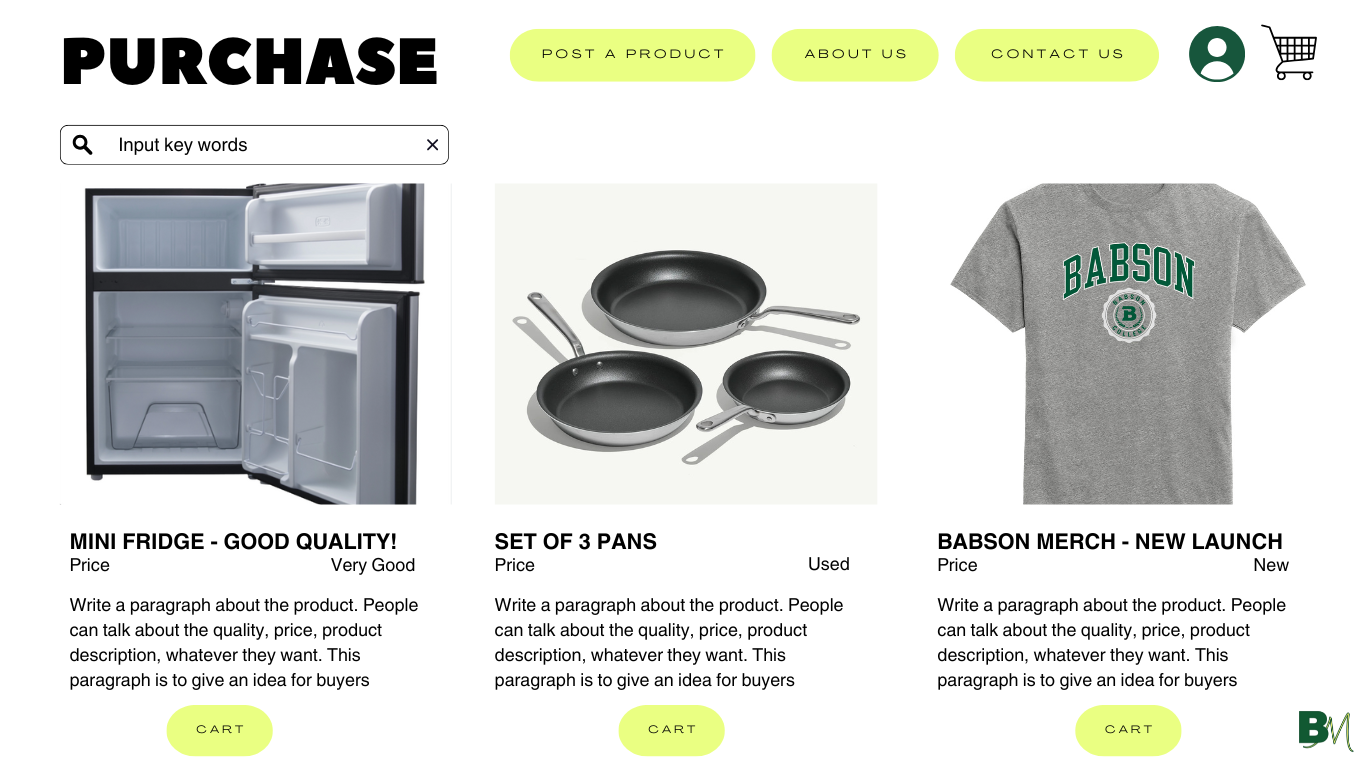 PURCHASE
POST A PRODUCT
ABOUT US
CONTACT US
Input key words
BABSON
BABSON
B
COLLEGE
MINI FRIDGE - GOOD QUALITY!
Price
Very Good
Write a paragraph about the product. People
can talk about the quality, price, product
description, whatever they want. This
paragraph is to give an idea for buyers
CART
SET OF 3 PANS
Price
Used
Write a paragraph about the product. People
can talk about the quality, price, product
description, whatever they want. This
paragraph is to give an idea for buyers
CART
BABSON MERCH - NEW LAUNCH
Price
New
Write a paragraph about the product. People
can talk about the quality, price, product
description, whatever they want. This
paragraph is to give an idea for buyers
CART
BM